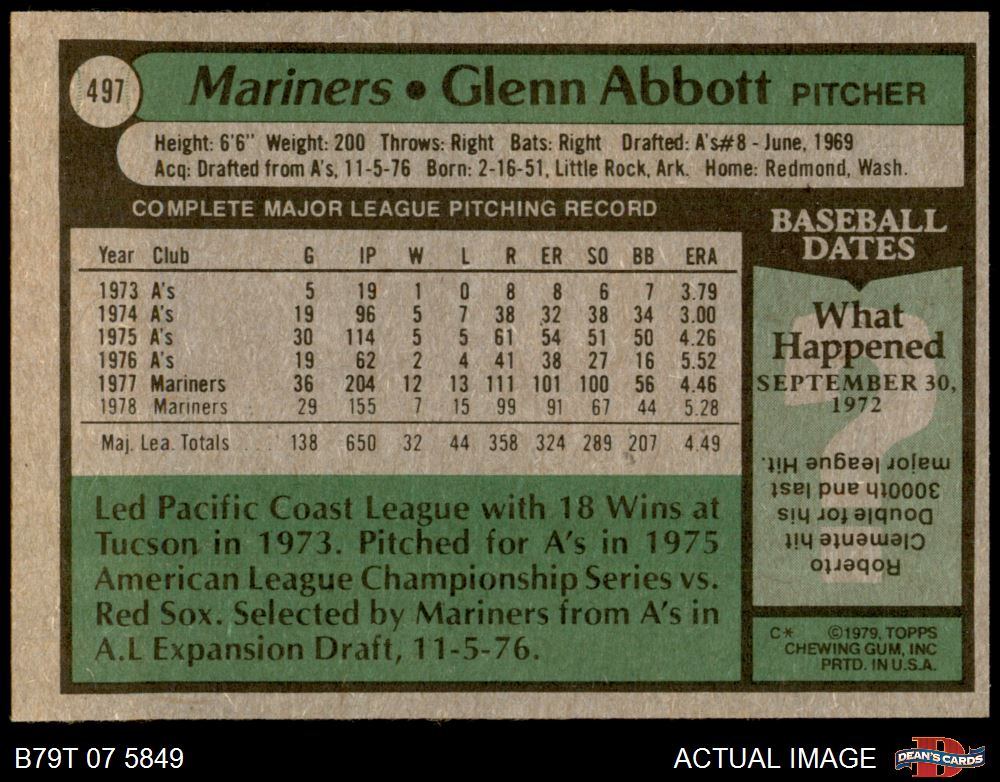 497
Mariners • Glenn Abbott PITCHER
Height: 6'6" Weight: 200 Throws: Right Bats: Right Drafted: A's#8 - June, 1969
Acq: Drafted from A's, 11-5-76 Born: 2-16-51, Little Rock, Ark. Home: Redmond, Wash.
COMPLETE MAJOR LEAGUE PITCHING RECORD
Year Club G IP W L R ER SO BB ERA
1973 A's 5 19 1 0 8 8 6 7 3.79
1974 A's 19 96 5 7 38 32 38 34 3.00
1975 A's 30 114 5 5 61 54 51 50 4.26
1976 A's 19 62 2 4 41 38 27 16 5.52
1977 Mariners 36 204 12 13 111 101 100 56 4.46
1978 Mariners 29 155 7 15 99 91 67 44 5.28
Maj. Lea. Totals 138 650 32 44 358 324 289 207 4.49
Led Pacific Coast League with 18 Wins at
Tucson in 1973. Pitched for A's in 1975
American League Championship Series vs.
Red Sox. Selected by Mariners from A's in
A.L Expansion Draft, 11-5-76.
BASEBALL
DATES
What
Happened
SEPTEMBER 30,
1972
?
Roberto
Clemente hit
Double for his
3000th and last
major league Hit.
C* ©1979, TOPPS
CHEWING GUM, INC
PRTD. IN U.S.A.
B79T 07 5849
ACTUAL IMAGE
D
DEAN'S CARDS